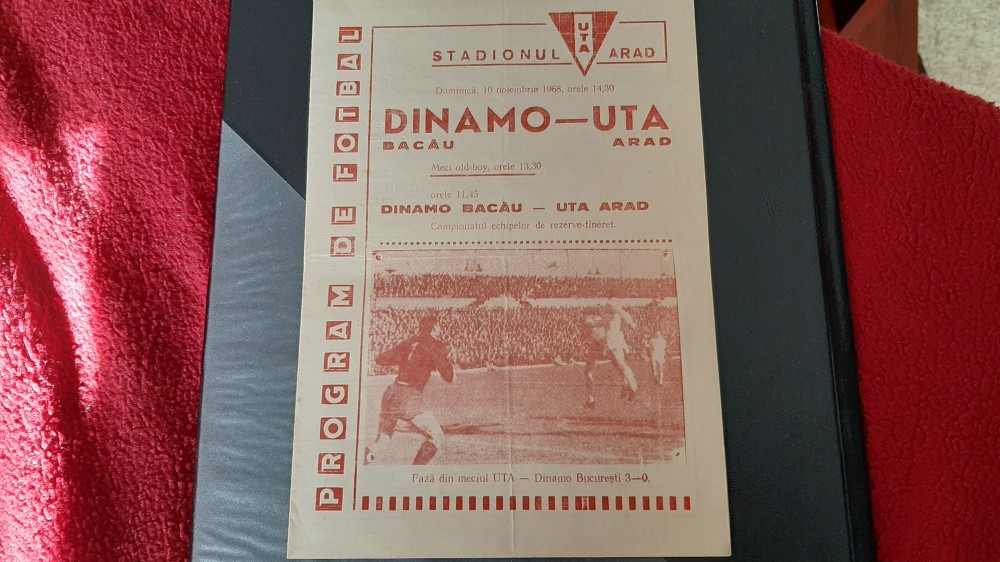 PROGRAM DE FOTBAL
UTA
STADIONUL ARAD
Duminică, 10 noiembrie 1968, orele 14,30
DINAMO—UTA
BACĂU ARAD
Meci old-boy, orele 13,30
orele 11,45
DINAMO BACĂU — UTA ARAD
Campionatul echipelor de rezerve-tineret.
Fază din meciul UTA — Dinamo București 3—0.